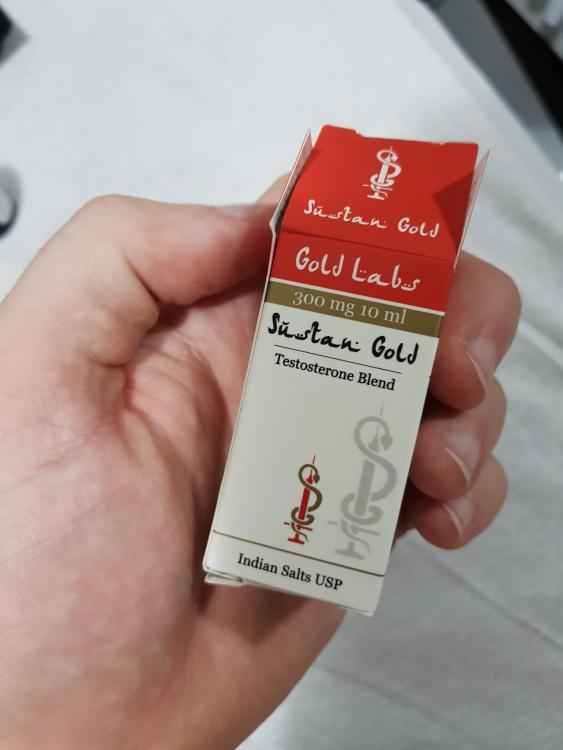 Sustan Gold
Gold Labs
300 mg 10 ml
Sustan Gold
Testosterone Blend
Indian Salts USP